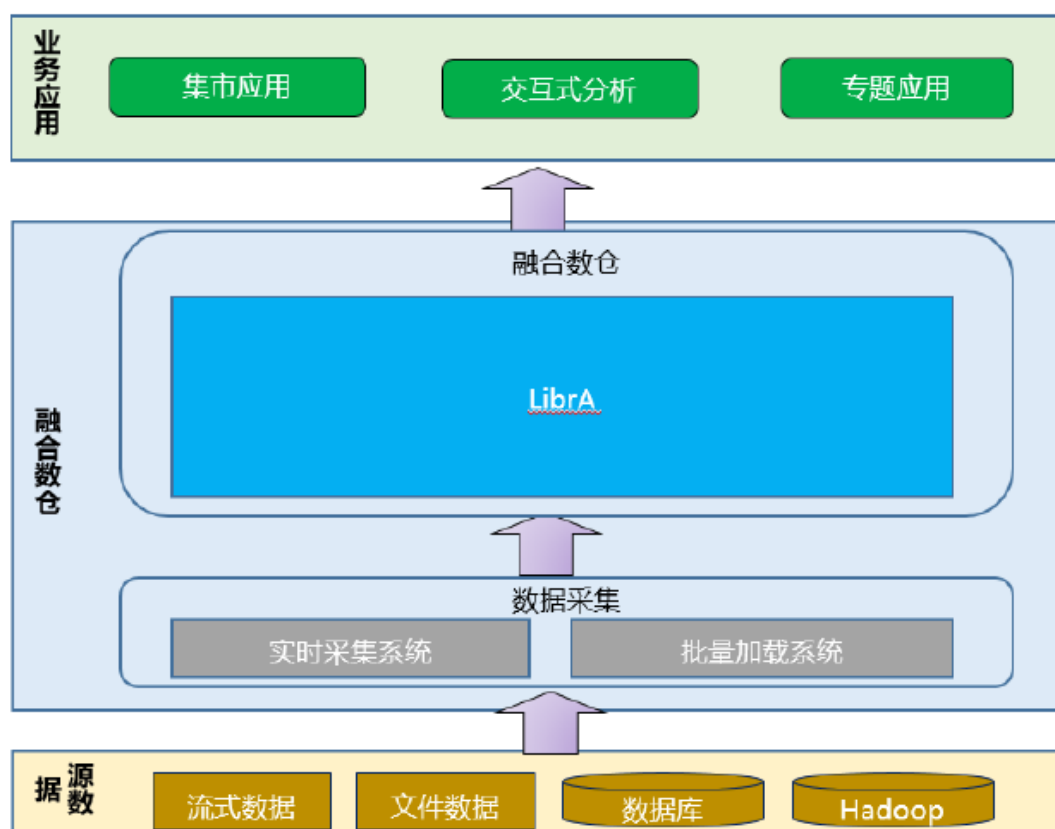 业务应用
集市应用
交互式分析
专题应用
融合数仓
融合数仓
LibrA
数据采集
实时采集系统
批量加载系统
源数据
流式数据
文件数据
数据库
Hadoop